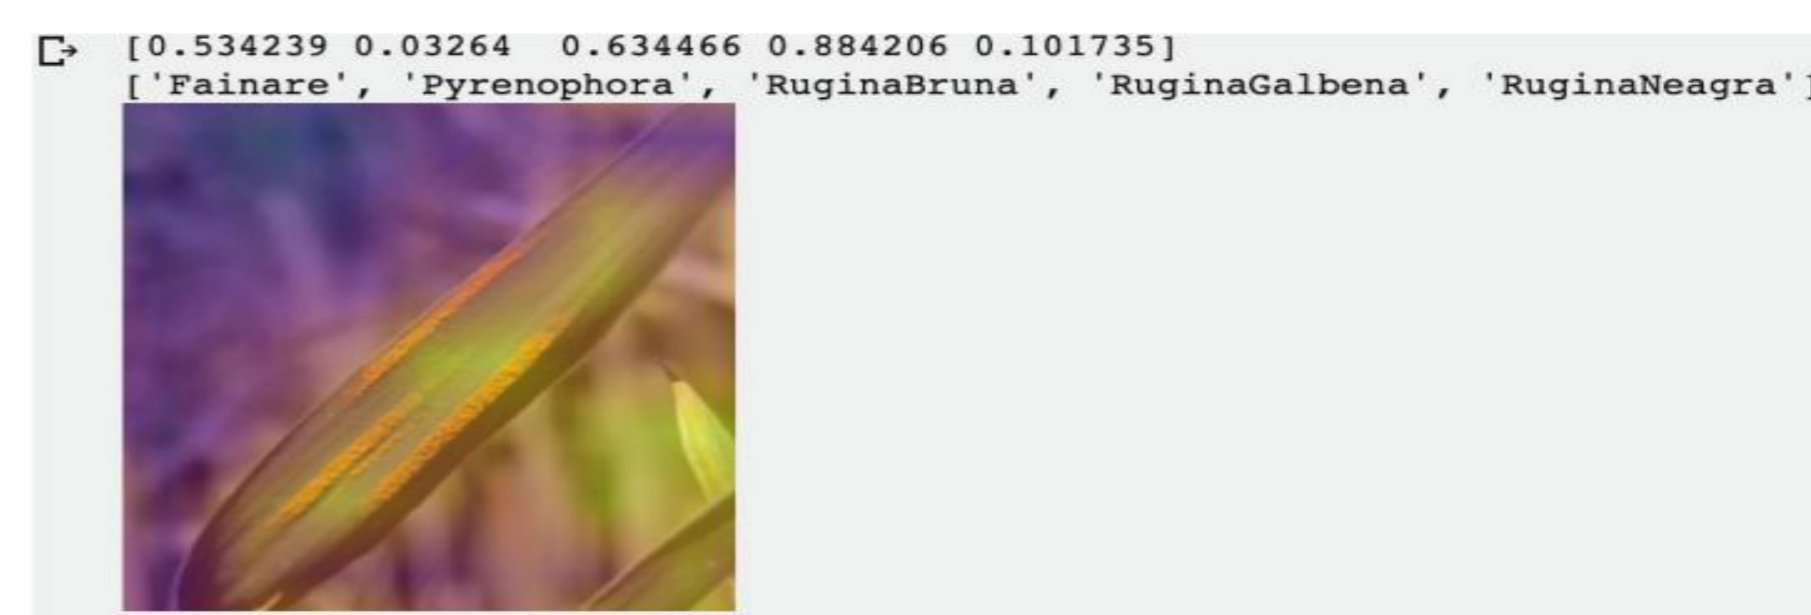 [0.534239 0.03264 0.634466 0.884206 0.101735]
['Fainare', 'Pyrenophora', 'RuginaBruna', 'RuginaGalbena', 'RuginaNeagra']